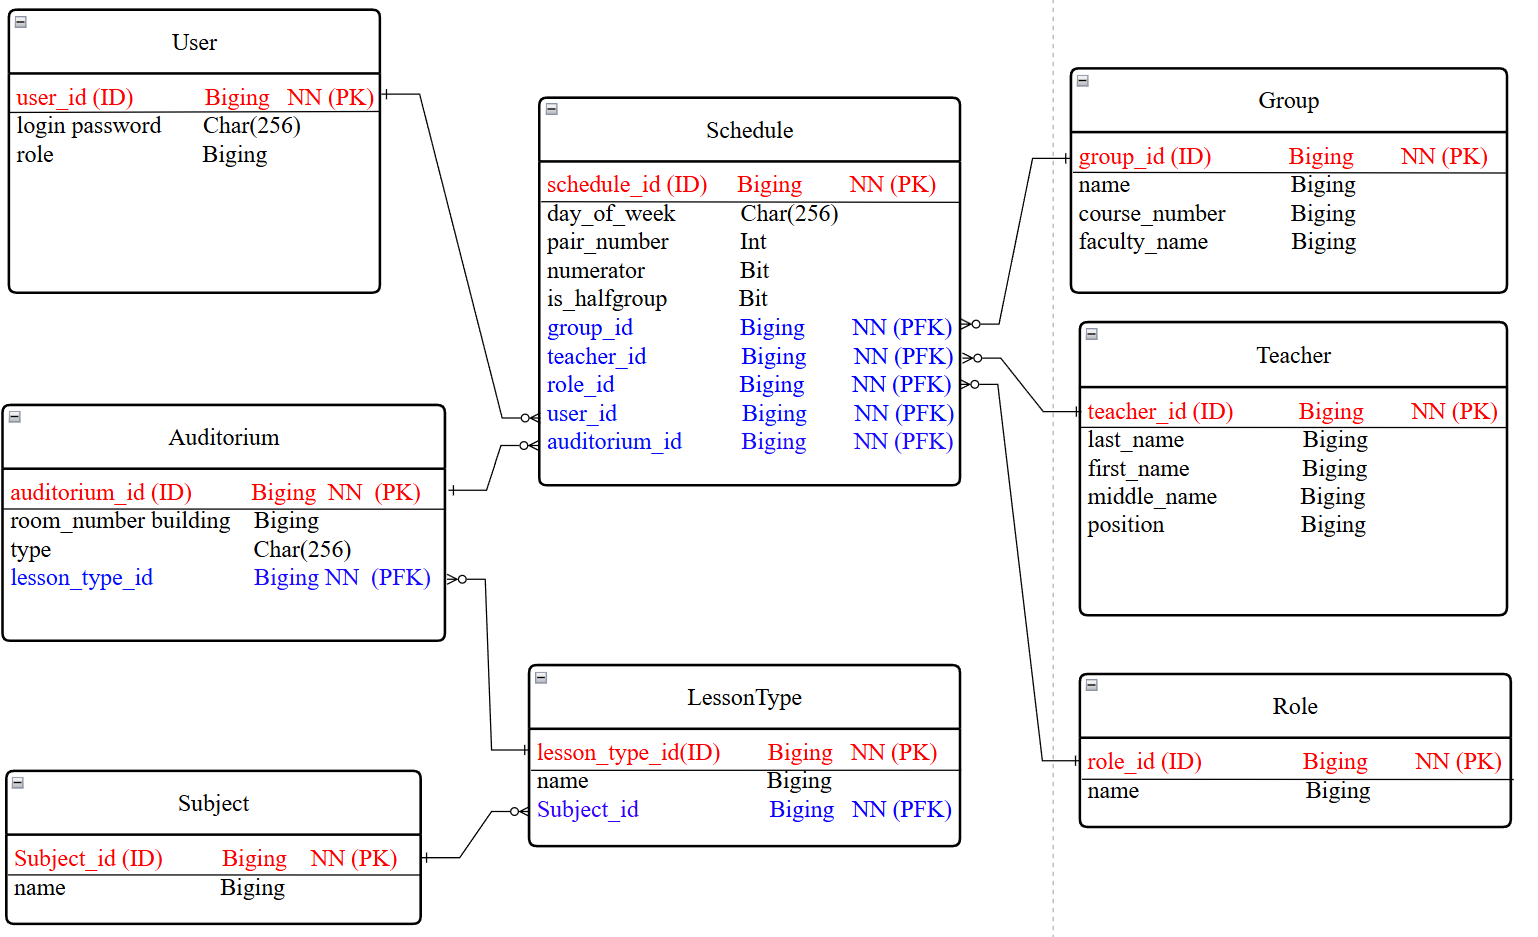 User
user_id (ID) Biging NN (PK)
login password Char(256)
role Biging
Schedule
schedule_id (ID) Biging NN (PK)
day_of_week Char(256)
pair_number Int
numerator Bit
is_halfgroup Bit
group_id Biging NN (PFK)
teacher_id Biging NN (PFK)
role_id Biging NN (PFK)
user_id Biging NN (PFK)
auditorium_id Biging NN (PFK)
Group
group_id (ID) Biging NN (PK)
name Biging
course_number Biging
faculty_name Biging
Teacher
teacher_id (ID) Biging NN (PK)
last_name Biging
first_name Biging
middle_name Biging
position Biging
Auditorium
auditorium_id (ID) Biging NN (PK)
room_number building Biging
type Char(256)
lesson_type_id Biging NN (PFK)
LessonType
lesson_type_id(ID) Biging NN (PK)
name Biging
Subject_id Biging NN (PFK)
Role
role_id (ID) Biging NN (PK)
name Biging
Subject
Subject_id (ID) Biging NN (PK)
name Biging